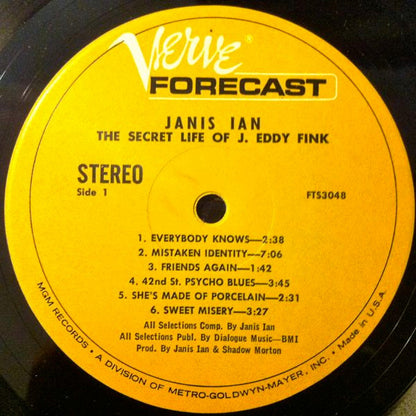 Verve®
FORECAST
JANIS IAN
THE SECRET LIFE OF J. EDDY FINK
STEREO
Side 1
FTS3048
1. EVERYBODY KNOWS—2:38
2. MISTAKEN IDENTITY—7:06
3. FRIENDS AGAIN—1:42
4. 42nd St. PSYCHO BLUES—3:45
5. SHE'S MADE OF PORCELAIN—2:31
6. SWEET MISERY—3:27
All Selections Comp. By Janis Ian
All Selections Publ. By Dialogue Music—BMI
Prod. By Janis Ian & Shadow Morton
MGM RECORDS • A DIVISION OF METRO-GOLDWYN-MAYER, INC. • Made in U.S.A.